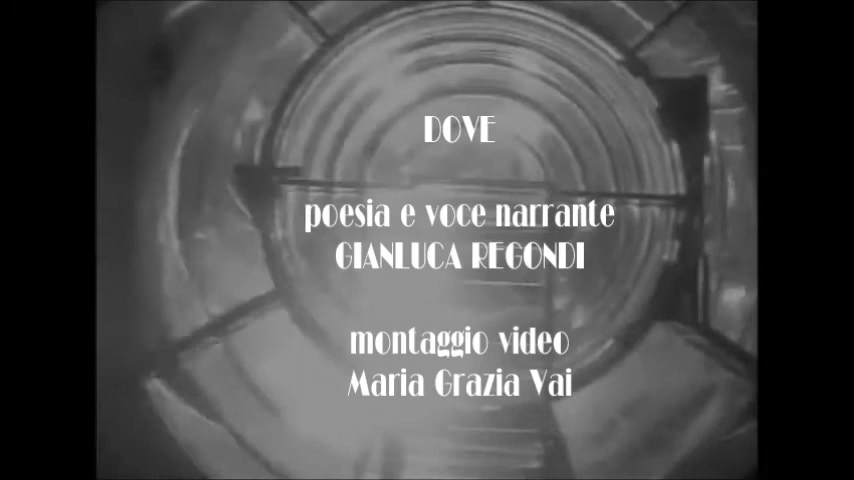 DOVE
poesia e voce narrante
GIANLUCA REGONDI
montaggio video
Maria Grazia Vai